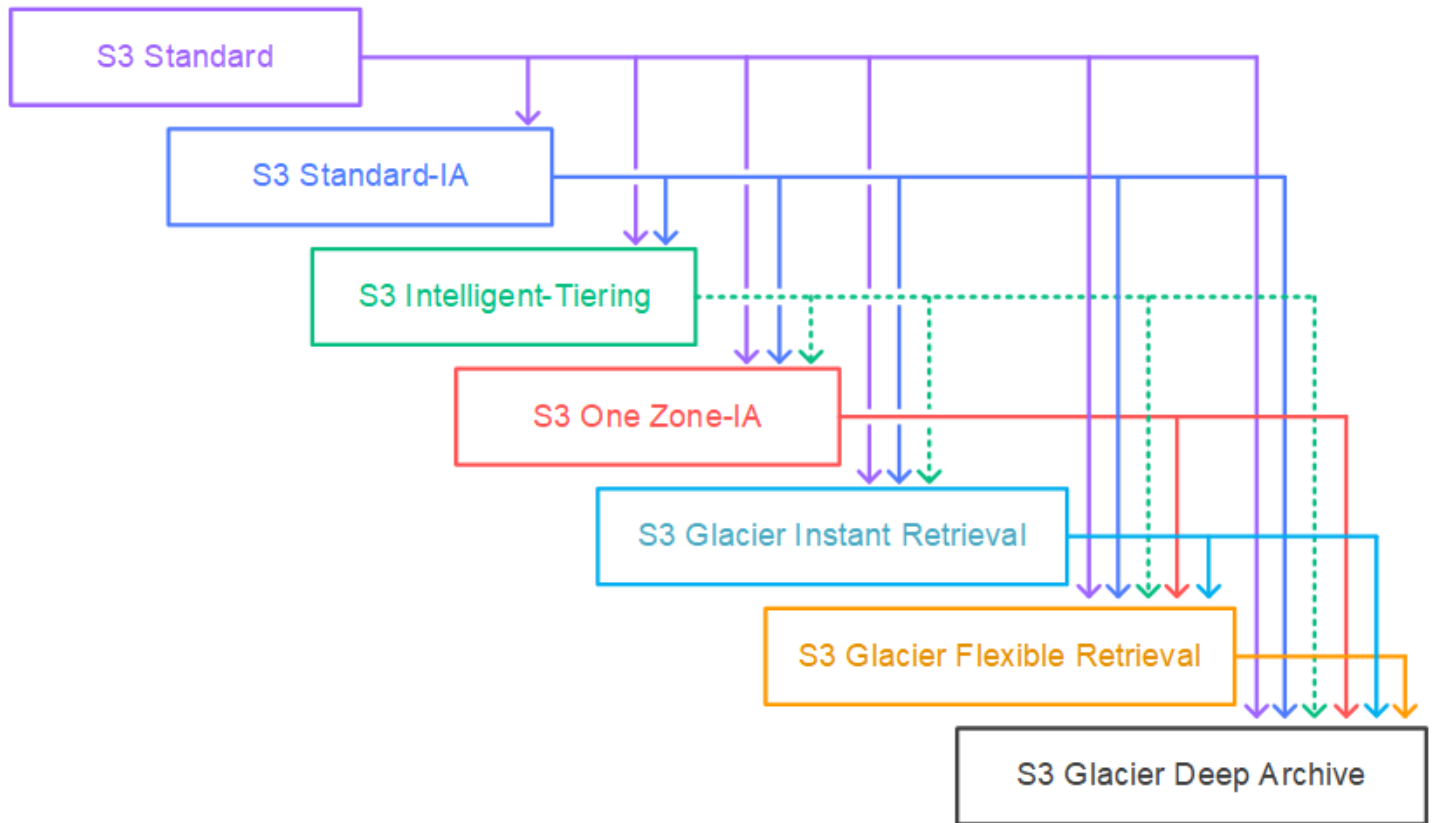 S3 Standard
S3 Standard-IA
S3 Intelligent-Tiering
S3 One Zone-IA
S3 Glacier Instant Retrieval
S3 Glacier Flexible Retrieval
S3 Glacier Deep Archive